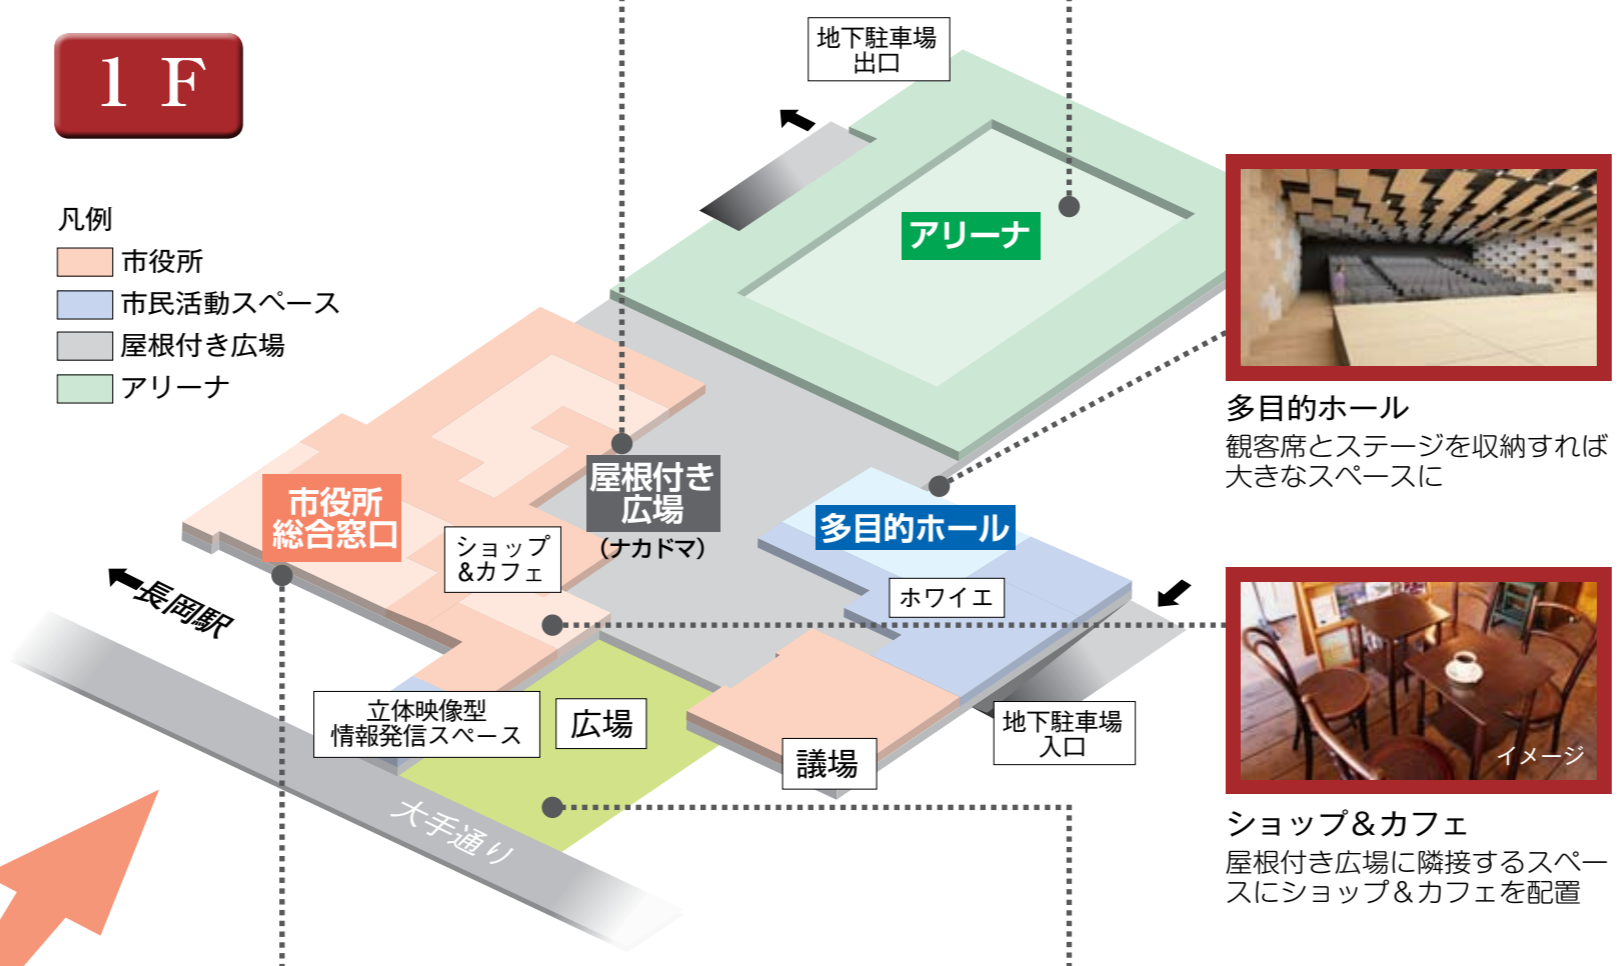 1 F
凡例
市役所
市民活動スペース
屋根付き広場
アリーナ
地下駐車場
出口
アリーナ
屋根付き
広場
（ナカドマ）
市役所
総合窓口
ショップ
&カフェ
多目的ホール
ホワイエ
長岡駅
立体映像型
情報発信スペース
広場
議場
地下駐車場
入口
大手通り
多目的ホール
観客席とステージを収納すれば
大きなスペースに
イメージ
ショップ＆カフェ
屋根付き広場に隣接するスペー
スにショップ＆カフェを配置